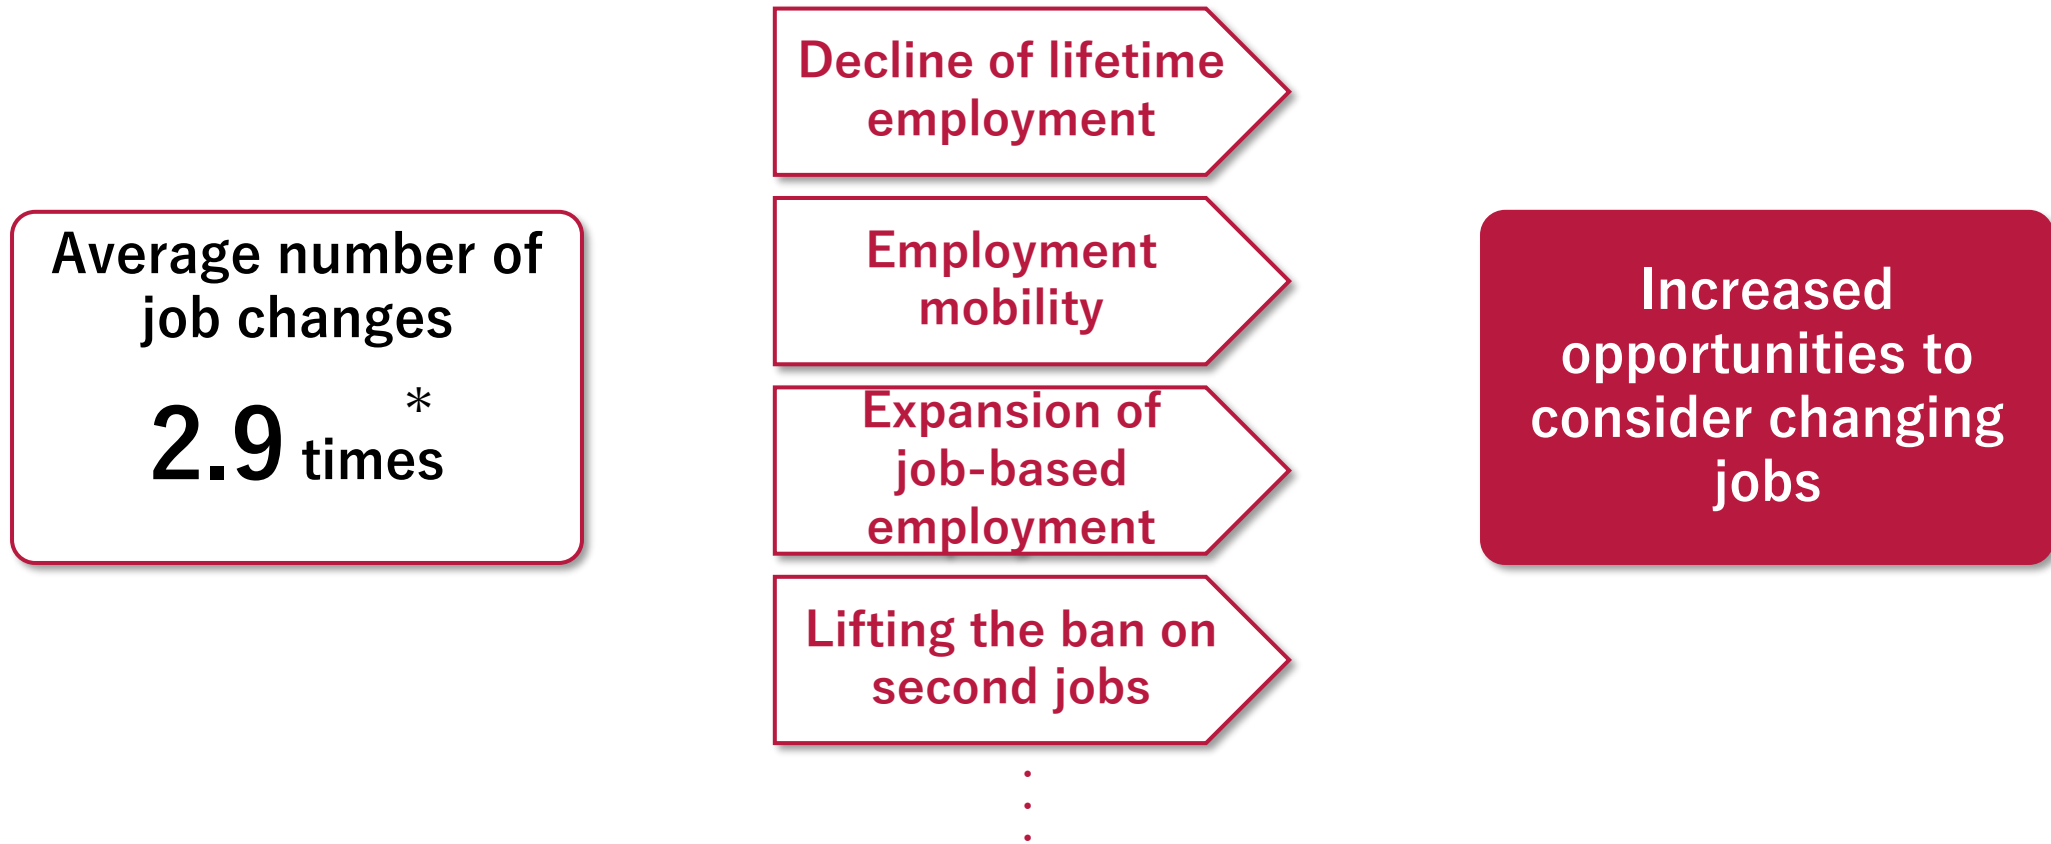 Average number of
job changes
2.9 times*
Decline of lifetime
employment
Employment
mobility
Expansion of
job-based
employment
Lifting the ban on
second jobs
・
・
・
Increased
opportunities to
consider changing
jobs